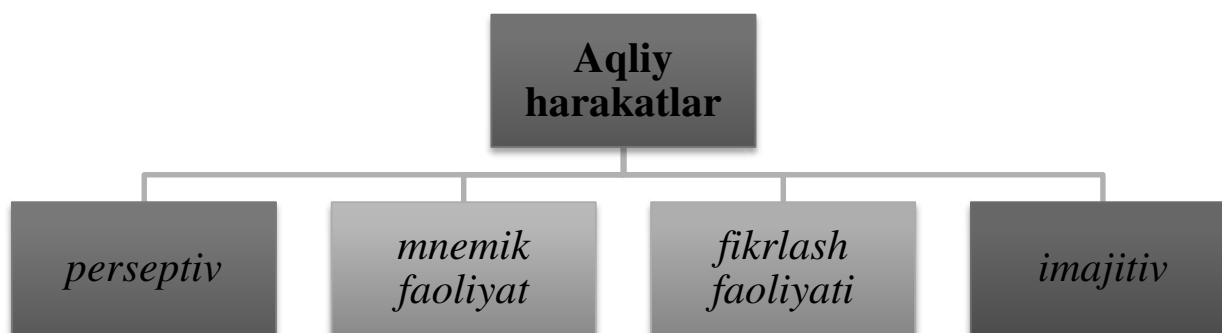 Aqliy
harakatlar
perseptiv
mnemik
faoliyat
fikrlash
faoliyati
imajitiv